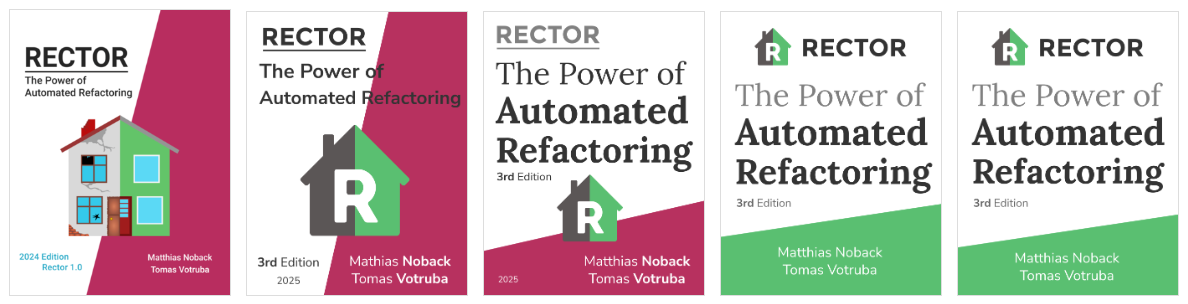 RECTOR
The Power of
Automated Refactoring
2024 Edition
Rector 1.0
Matthias Noback
Tomas Votruba
RECTOR
The Power of
Automated Refactoring
R
3rd Edition
2025
Matthias Noback
Tomas Votruba
RECTOR
The Power of
Automated
Refactoring
3rd Edition
R
2025
Matthias Noback
Tomas Votruba
R RECTOR
The Power of
Automated
Refactoring
3rd Edition
Matthias Noback
Tomas Votruba
R RECTOR
The Power of
Automated
Refactoring
3rd Edition
Matthias Noback
Tomas Votruba